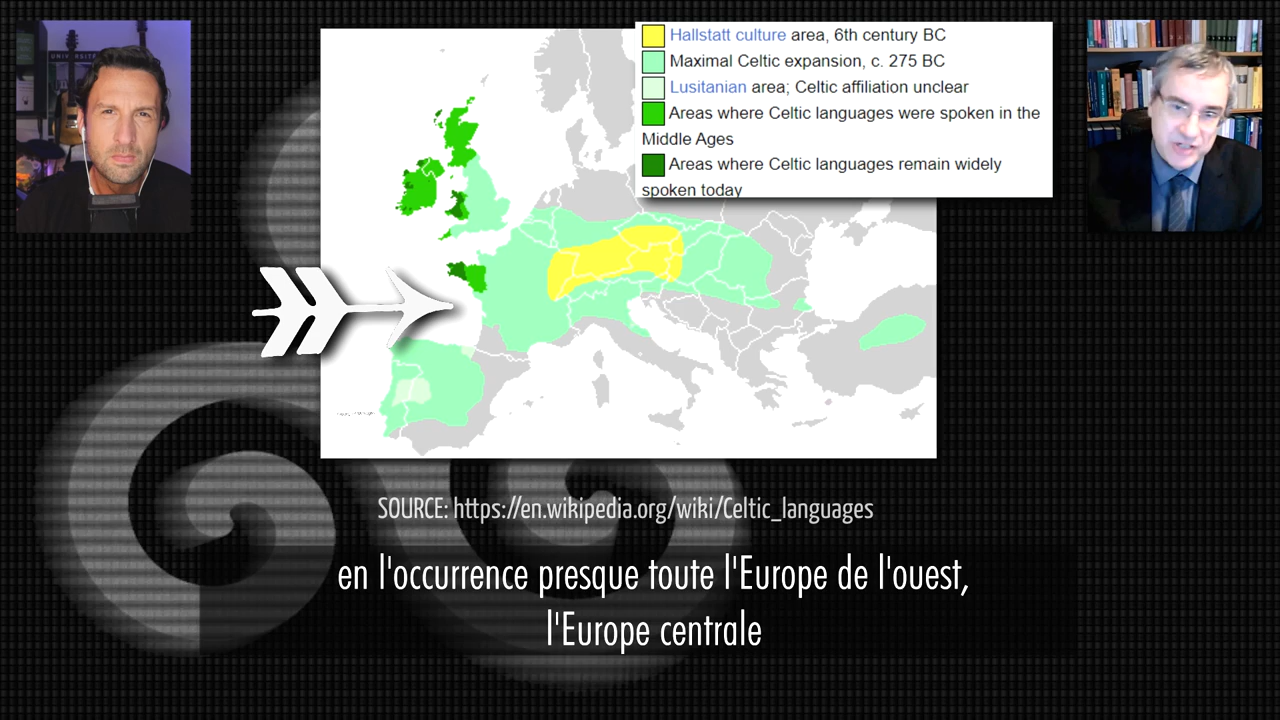 UNIVERSITÉ
Hallstatt culture area, 6th century BC
Maximal Celtic expansion, c. 275 BC
Lusitanian area; Celtic affiliation unclear
Areas where Celtic languages were spoken in the
Middle Ages
Areas where Celtic languages remain widely
spoken today
SOURCE: https://en.wikipedia.org/wiki/Celtic_languages
en l'occurrence presque toute l'Europe de l'ouest,
l'Europe centrale